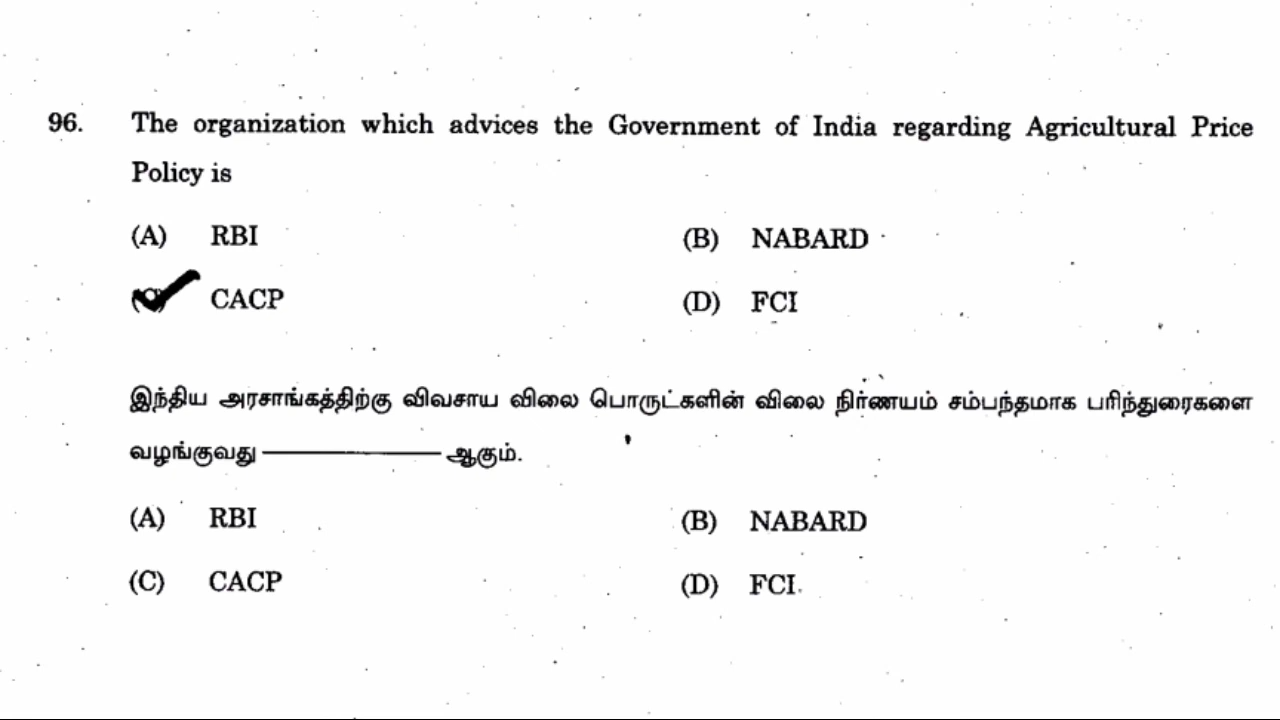 96. The organization which advices the Government of India regarding Agricultural Price
Policy is
(A) RBI (B) NABARD
(C) CACP (D) FCI
இந்திய அரசாங்கத்திற்கு விவசாய விலை பொருட்களின் விலை நிர்ணயம் சம்பந்தமாக பரிந்துரைகளை
வழங்குவது ———————— ஆகும்.
(A) RBI (B) NABARD
(C) CACP (D) FCI